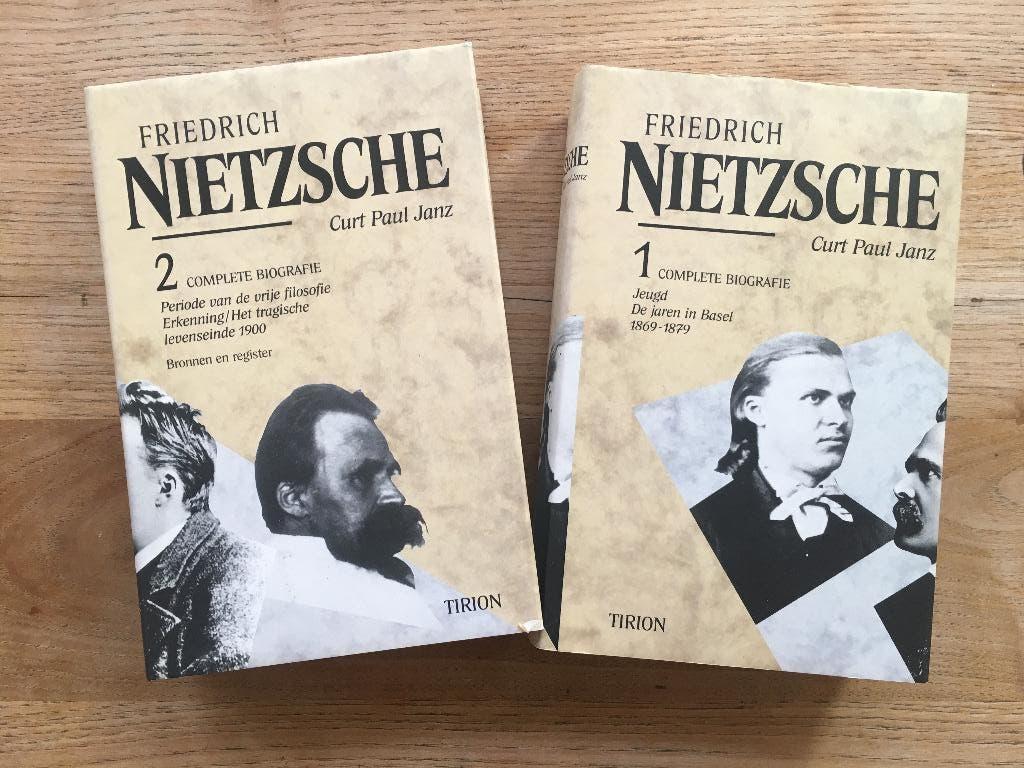 FRIEDRICH
NIETZSCHE
Curt Paul Janz
2 COMPLETE BIOGRAFIE
Periode van de vrije filosofie
Erkenning/Het tragische
levenseinde 1900
Bronnen en register
TIRION
ZSCHE
Janz
FRIEDRICH
NIETZSCHE
Curt Paul Janz
1 COMPLETE BIOGRAFIE
Jeugd
De jaren in Basel
1869-1879
TIRION